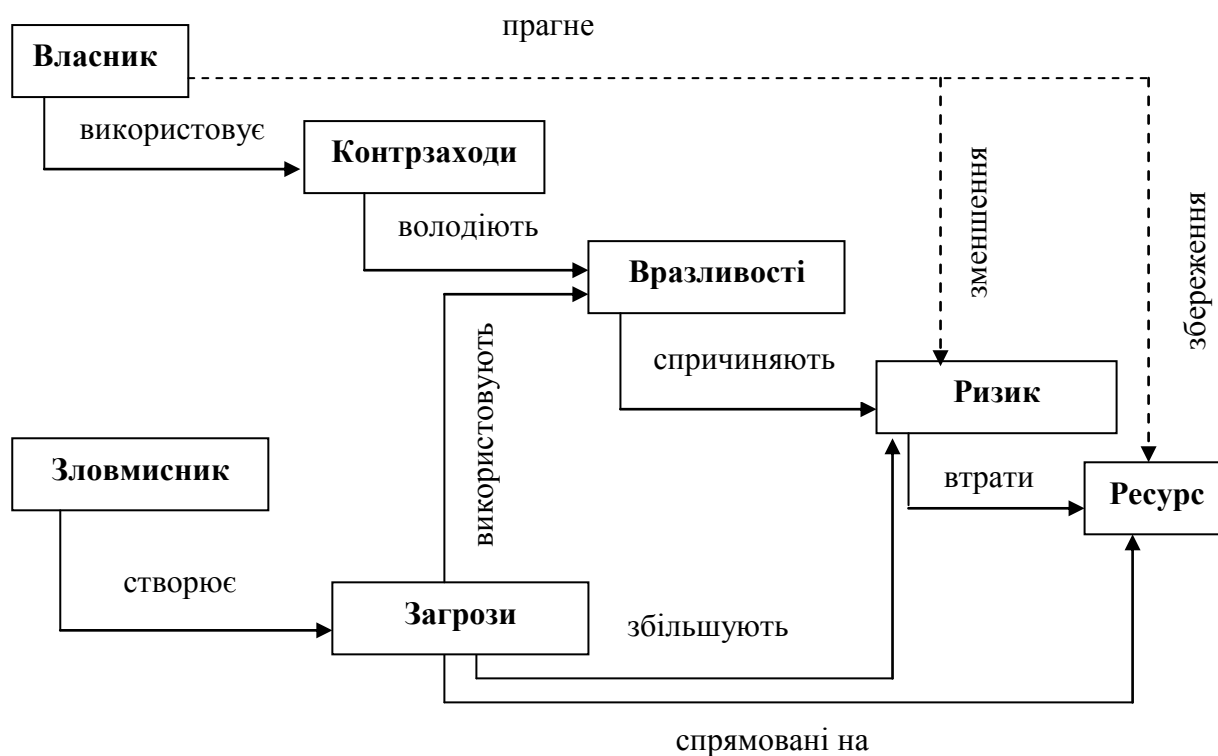 прагне
Власник
використовує
Контрзаходи
володіють
зменшення
збереження
Вразливості
використовують
спричиняють
Ризик
Зловмисник
втрати
Ресурс
створює
Загрози
збільшують
спрямовані на